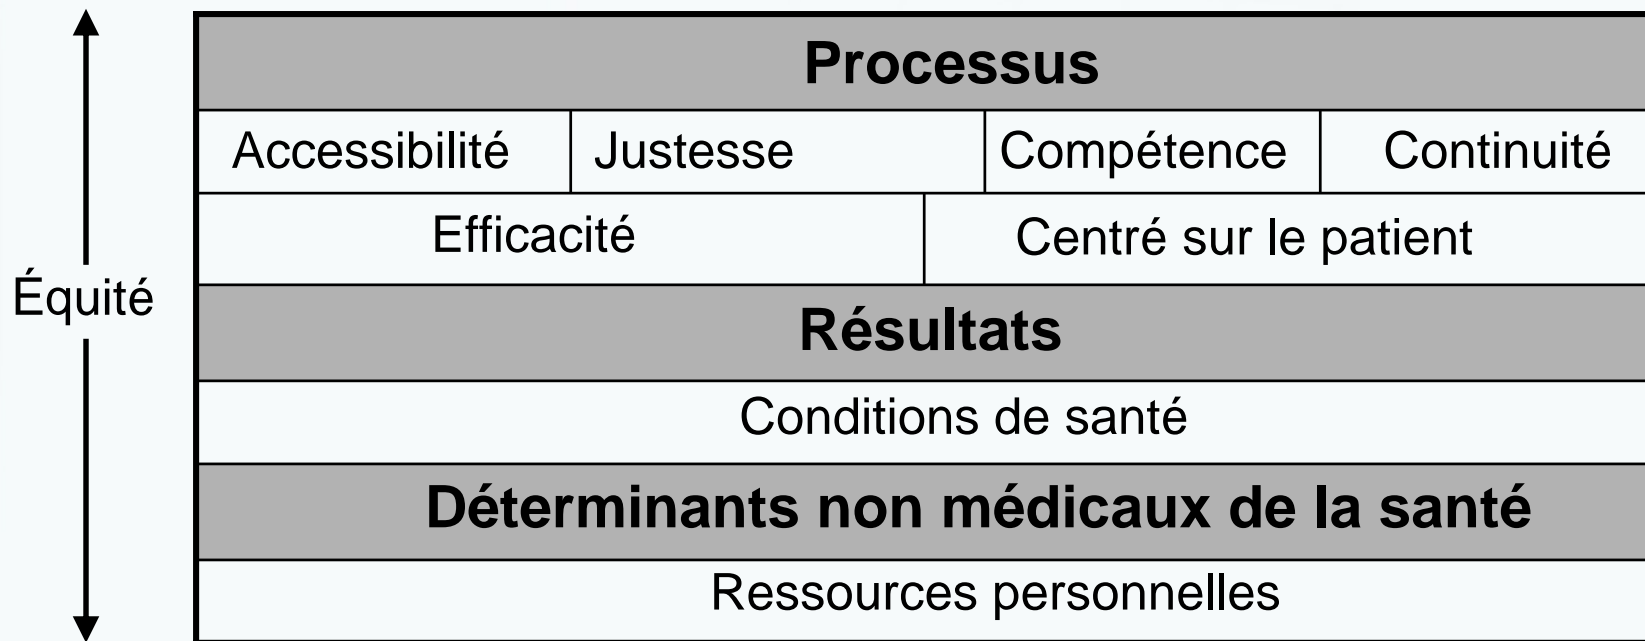 Processus
Accessibilité Justesse Compétence Continuité
Efficacité Centré sur le patient
Équité
Résultats
Conditions de santé
Déterminants non médicaux de la santé
Ressources personnelles